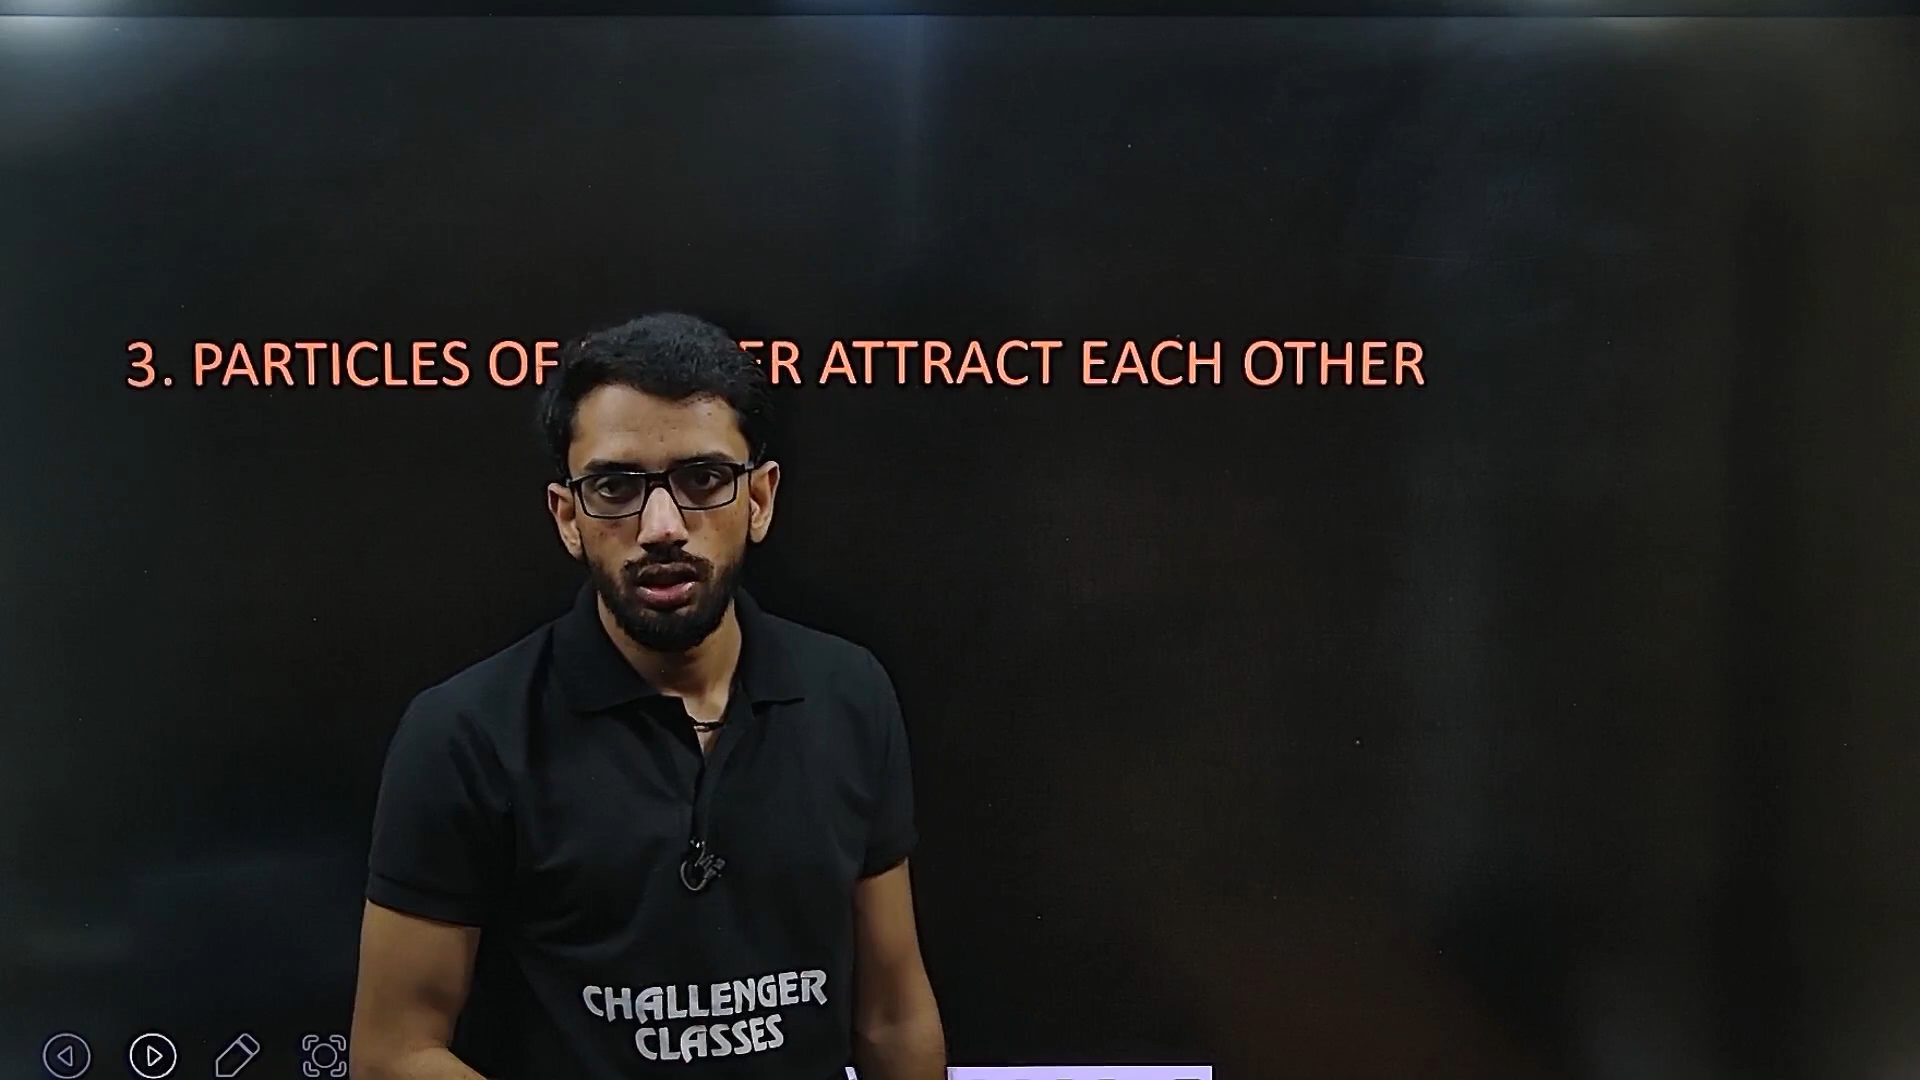 3. PARTICLES OF ER ATTRACT EACH OTHER
CHALLENGER
CLASSES